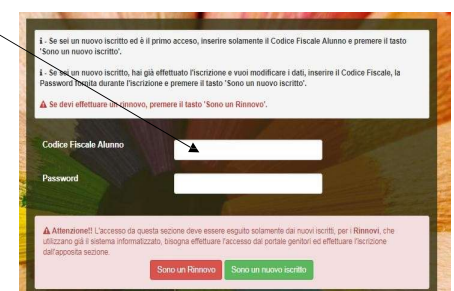 i - Se sei un nuovo iscritto ed è il primo accesso, inserire solamente il Codice Fiscale Alunno e premere il tasto
'Sono un nuovo iscritto'.
i - Se sei un nuovo iscritto, hai già effettuato l'iscrizione e vuoi modificare i dati, inserire il Codice Fiscale, la
Password fornita durante l'iscrizione e premere il tasto 'Sono un nuovo iscritto'.
Se devi effettuare un rinnovo, premere il tasto 'Sono un Rinnovo'.
Codice Fiscale Alunno
Password
Attenzione!! L'accesso da questa sezione deve essere esguito solamente dai nuovi iscritti, per i Rinnovi, che
utilizzano già il sistema informatizzato, bisogna effettuare l'accesso dal portale genitori ed effettuare l'iscrizione
dall'apposita sezione.
Sono un Rinnovo Sono un nuovo iscritto